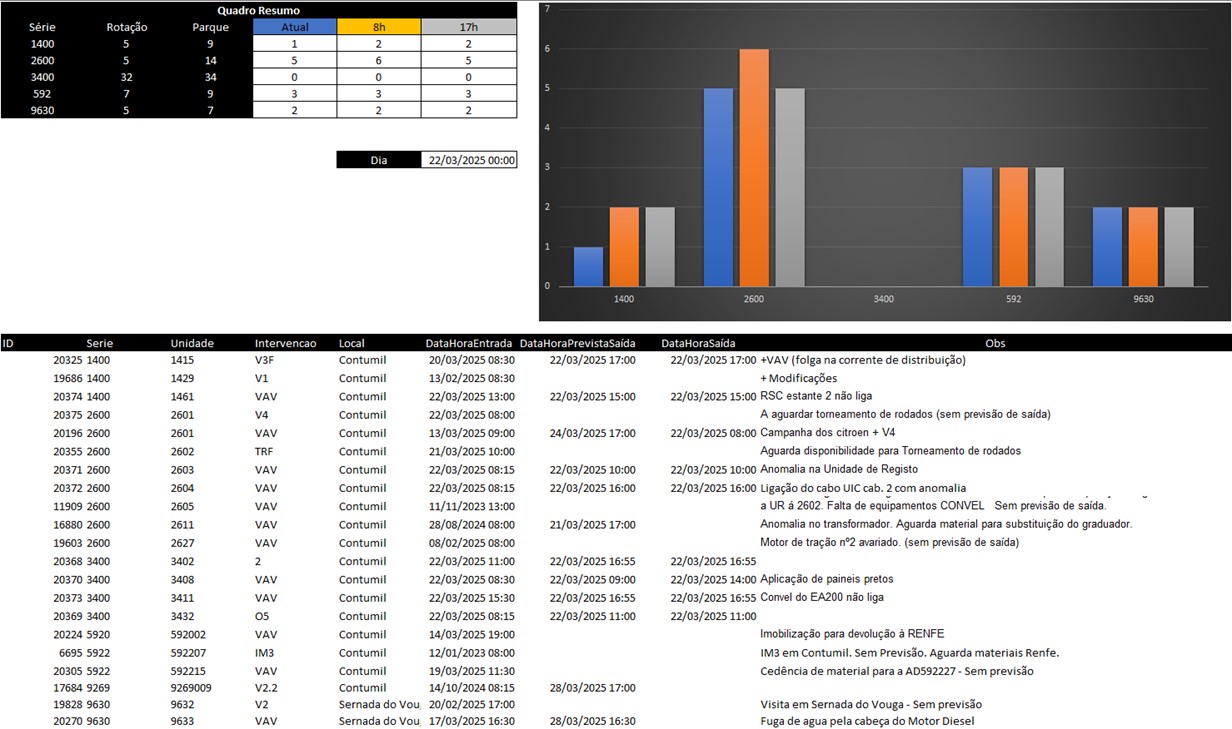 Quadro Resumo
Série Rotação Parque Atual 8h 17h
1400 5 9 1 2 2
2600 5 14 5 6 5
3400 32 34 0 0 0
592 7 9 3 3 3
9630 5 7 2 2 2
Dia 22/03/2025 00:00
7
6
5
4
3
2
1
0
1400 2600 3400 592 9630
ID Serie Unidade Intervencao Local DataHoraEntrada DataHoraPrevistaSaída DataHoraSaída Obs
20325 1400 1415 V3F Contumil 20/03/2025 08:30 22/03/2025 17:00 22/03/2025 17:00 +VAV (folga na corrente de distribuição)
19686 1400 1429 V1 Contumil 13/02/2025 08:30 + Modificações
20374 1400 1461 VAV Contumil 22/03/2025 13:00 22/03/2025 15:00 22/03/2025 15:00 RSC estante 2 não liga
20375 2600 2601 V4 Contumil 22/03/2025 08:00 A aguardar torneamento de rodados (sem previsão de saída)
20196 2600 2601 VAV Contumil 13/03/2025 09:00 24/03/2025 17:00 22/03/2025 08:00 Campanha dos citroen + V4
20355 2600 2602 TRF Contumil 21/03/2025 10:00 Aguarda disponibilidade para Torneamento de rodados
20371 2600 2603 VAV Contumil 22/03/2025 08:15 22/03/2025 10:00 22/03/2025 10:00 Anomalia na Unidade de Registo
20372 2600 2604 VAV Contumil 22/03/2025 08:15 22/03/2025 16:00 22/03/2025 16:00 Ligação do cabo UIC cab. 2 com anomalia
11909 2600 2605 VAV Contumil 11/11/2023 13:00 a UR á 2602. Falta de equipamentos CONVEL Sem previsão de saída.
16880 2600 2611 VAV Contumil 28/08/2024 08:00 21/03/2025 17:00 Anomalia no transformador. Aguarda material para substituição do graduador.
19603 2600 2627 VAV Contumil 08/02/2025 08:00 Motor de tração nº2 avariado. (sem previsão de saída)
20368 3400 3402 2 Contumil 22/03/2025 11:00 22/03/2025 16:55 22/03/2025 16:55
20370 3400 3408 VAV Contumil 22/03/2025 08:30 22/03/2025 09:00 22/03/2025 14:00 Aplicação de paineis pretos
20373 3400 3411 VAV Contumil 22/03/2025 15:30 22/03/2025 16:55 22/03/2025 16:55 Convel do EA200 não liga
20369 3400 3432 O5 Contumil 22/03/2025 08:15 22/03/2025 11:00 22/03/2025 11:00
20224 5920 592002 VAV Contumil 14/03/2025 19:00 Imobilização para devolução à RENFE
6695 5922 592207 IM3 Contumil 12/01/2023 08:00 IM3 em Contumil. Sem Previsão. Aguarda materiais Renfe.
20305 5922 592215 VAV Contumil 19/03/2025 11:30 Cedência de material para a AD592227 - Sem previsão
17684 9269 9269009 V2.2 Contumil 14/10/2024 08:15 28/03/2025 17:00
19828 9630 9632 V2 Sernada do Voug 20/02/2025 17:00 Visita em Sernada do Vouga - Sem previsão
20270 9630 9633 VAV Sernada do Voug 17/03/2025 16:30 28/03/2025 16:30 Fuga de agua pela cabeça do Motor Diesel